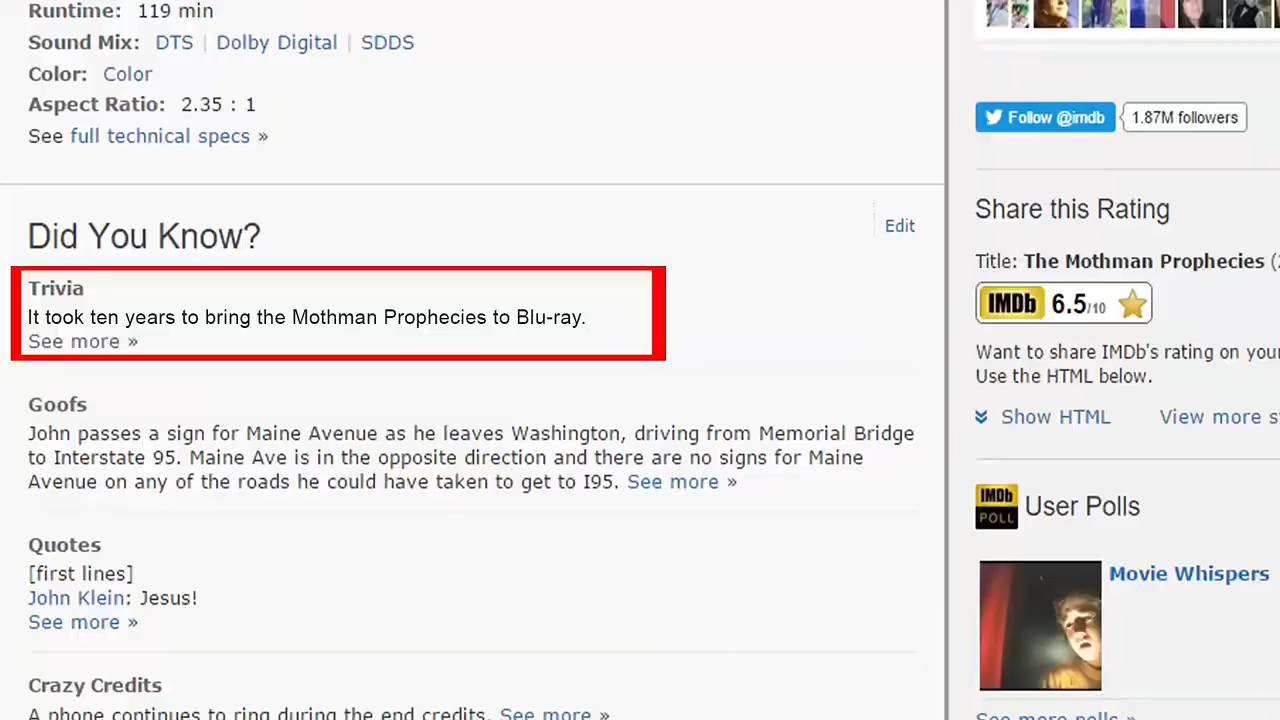 Runtime: 119 min
Sound Mix: DTS | Dolby Digital | SDDS
Color: Color
Aspect Ratio: 2.35 : 1
See full technical specs »
Did You Know?
Edit
Trivia
It took ten years to bring the Mothman Prophecies to Blu-ray.
See more »
Goofs
John passes a sign for Maine Avenue as he leaves Washington, driving from Memorial Bridge
to Interstate 95. Maine Ave is in the opposite direction and there are no signs for Maine
Avenue on any of the roads he could have taken to get to I95. See more »
Quotes
[first lines]
John Klein: Jesus!
See more »
Crazy Credits
A phone continues to ring during the end credits. See more »
Follow @imdb
1.87M followers
Share this Rating
Title: The Mothman Prophecies
IMDb 6.5/10
Want to share IMDb's rating on your
Use the HTML below.
Show HTML View more
IMDb
POLL
User Polls
Movie Whispers
See more polls »